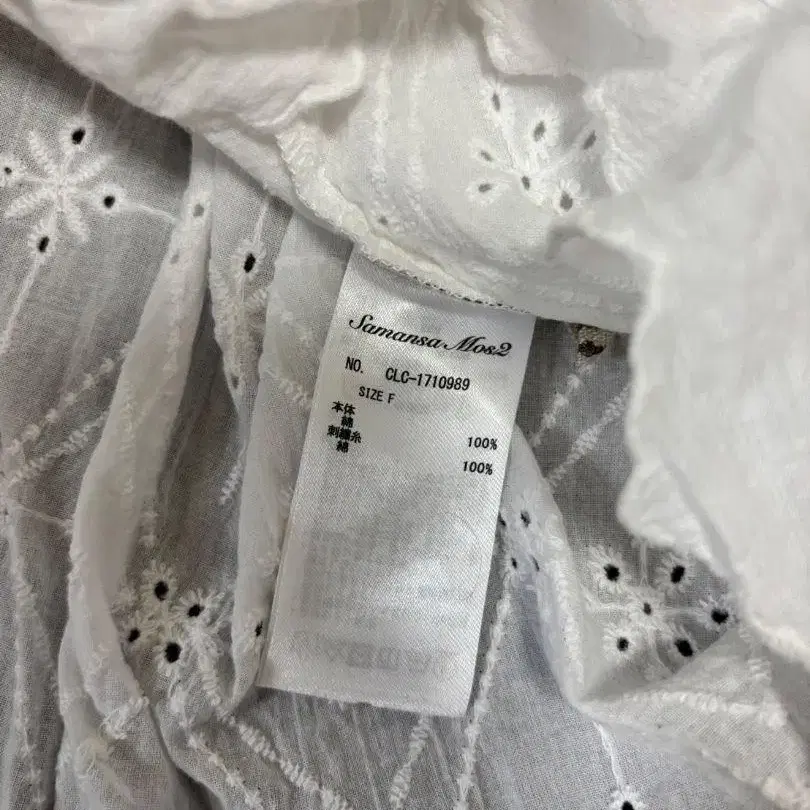 Samansa Mos2
NO. CLC-1710989
SIZE F
本体
綿 100%
刺繍糸
綿 100%